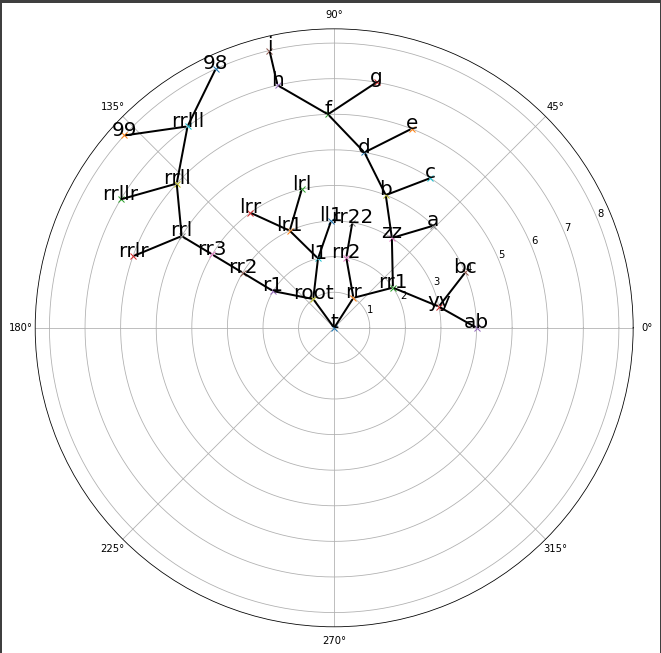 90°
i
98
h
g
135°
99
rrlll
f
e
45°
d
rrll
lrl
c
rrllr
b
8
lrr
ll1
rr22
a
7
rrl
lr1
zz
6
rrlr
rr3
l1
rr2
5
rr2
bc
4
r1
root
rr
rr1
3
2
yy
1
t
ab
180°
0°
225°
315°
270°